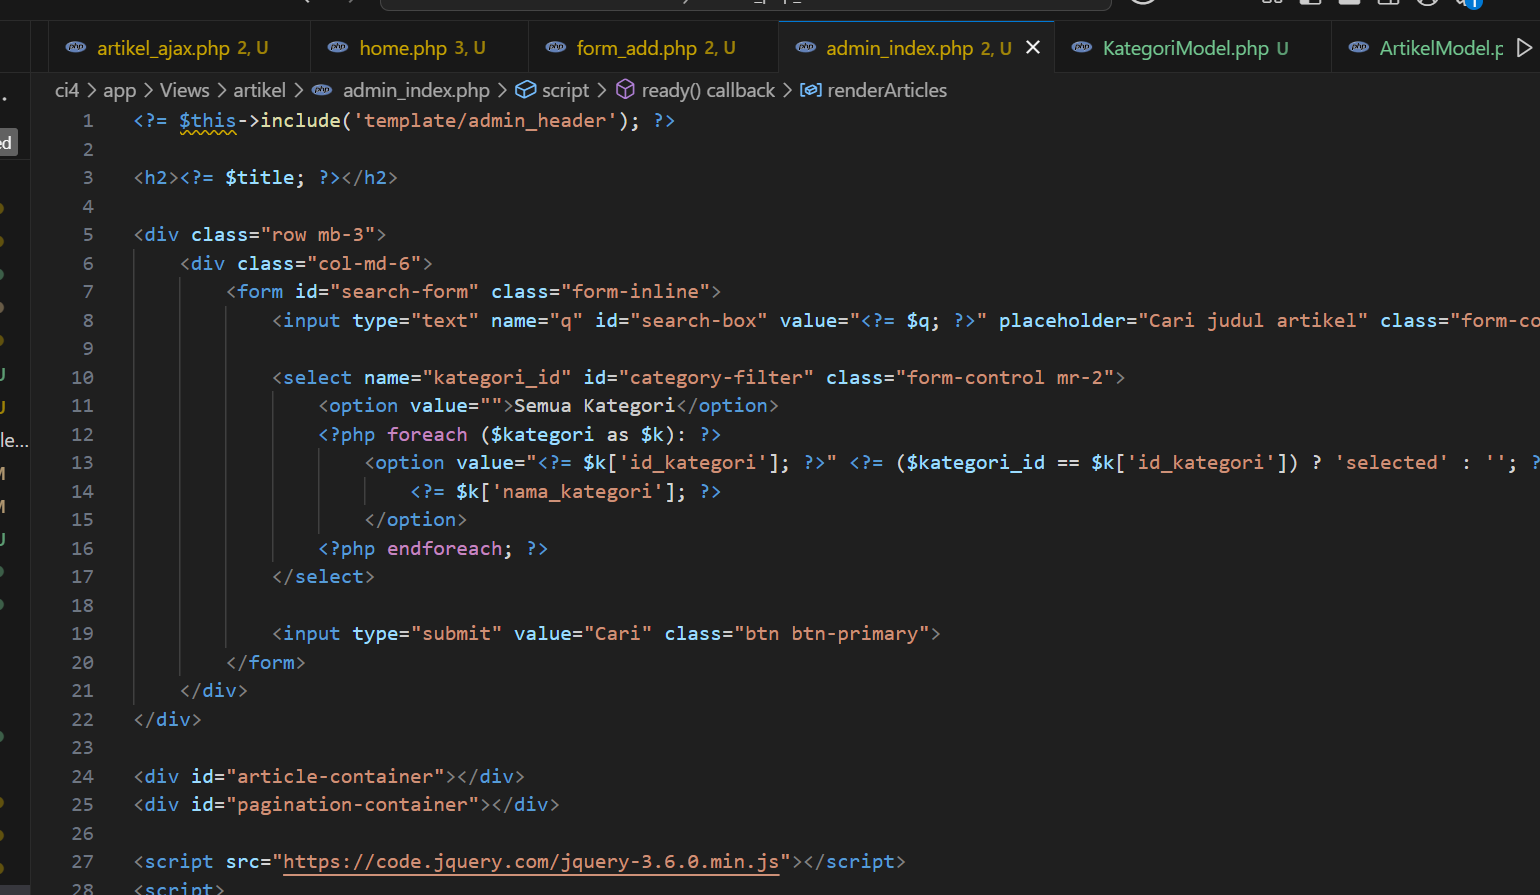 artikel_ajax.php 2, U home.php 3, U form_add.php 2, U admin_index.php 2, U KategoriModel.php U ArtikelModel.p
ci4 > app > Views > artikel > admin_index.php > script > ready() callback > renderArticles
1 <?= $this->include('template/admin_header'); ?>
2
3 <h2><?= $title; ?></h2>
4
5 <div class="row mb-3">
6 <div class="col-md-6">
7 <form id="search-form" class="form-inline">
8 <input type="text" name="q" id="search-box" value="<?= $q; ?>" placeholder="Cari judul artikel" class="form-co
9
10 <select name="kategori_id" id="category-filter" class="form-control mr-2">
11 <option value="">Semua Kategori</option>
12 <?php foreach ($kategori as $k): ?>
13 <option value="<?= $k['id_kategori']; ?>" <?= ($kategori_id == $k['id_kategori']) ? 'selected' : ''; ?
14 <?= $k['nama_kategori']; ?>
15 </option>
16 <?php endforeach; ?>
17 </select>
18
19 <input type="submit" value="Cari" class="btn btn-primary">
20 </form>
21 </div>
22 </div>
23
24 <div id="article-container"></div>
25 <div id="pagination-container"></div>
26
27 <script src="https://code.jquery.com/jquery-3.6.0.min.js"></script>
28 <script>